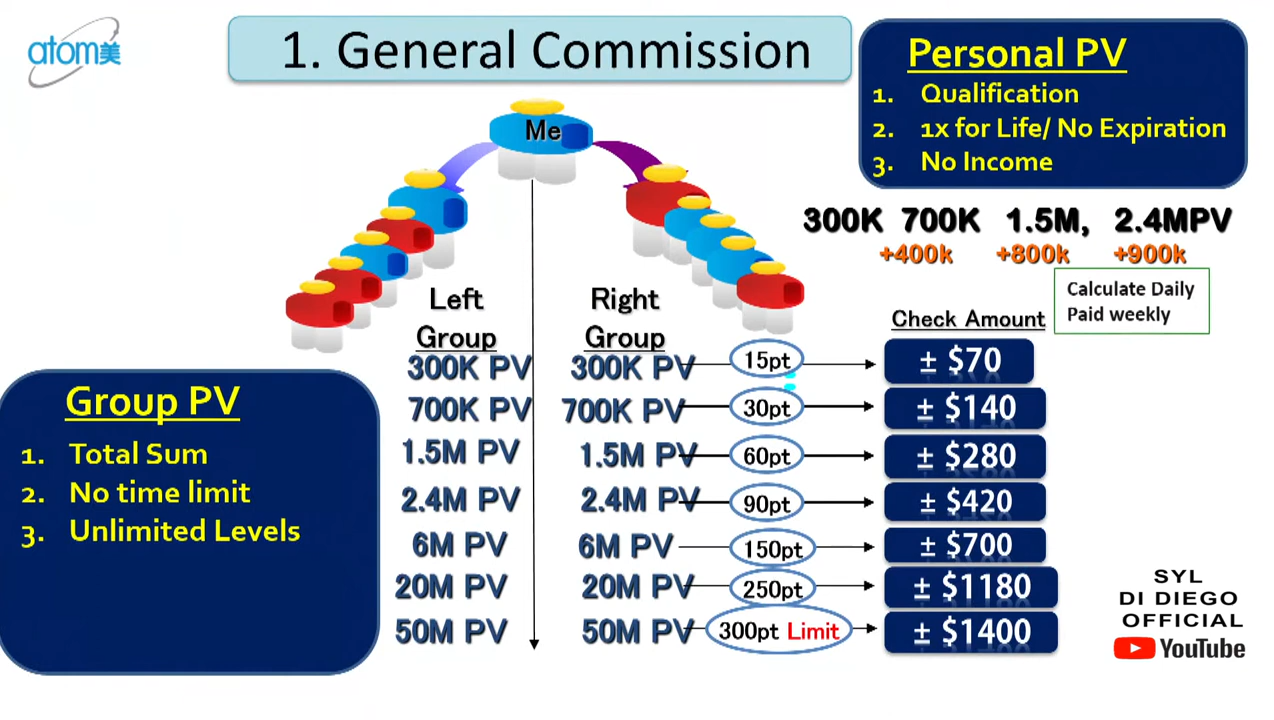 atom美
1. General Commission
Personal PV
1. Qualification
2. 1x for Life/ No Expiration
3. No Income
Me
300K 700K 1.5M, 2.4MPV
+400k +800k +900k
Calculate Daily
Paid weekly
Left Group
Right Group
Check Amount
300K PV 300K PV 15pt ± $70
700K PV 700K PV 30pt ± $140
1.5M PV 1.5M PV 60pt ± $280
2.4M PV 2.4M PV 90pt ± $420
6M PV 6M PV 150pt ± $700
20M PV 20M PV 250pt ± $1180
50M PV 50M PV 300pt Limit ± $1400
Group PV
1. Total Sum
2. No time limit
3. Unlimited Levels
SYL
DI DIEGO
OFFICIAL
YouTube